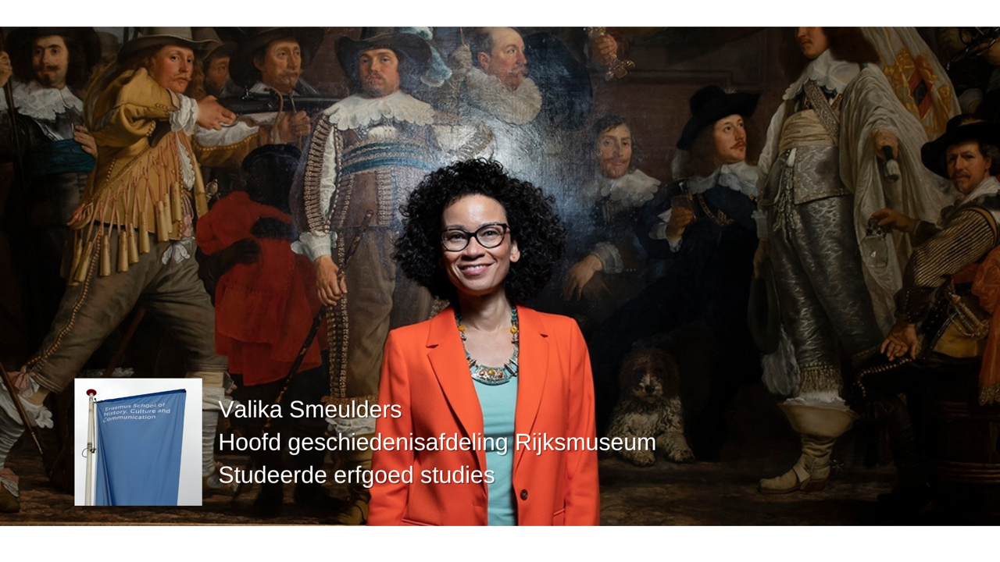 Erasmus School of
History, Culture and
Communication
Valika Smeulders
Hoofd geschiedenisafdeling Rijksmuseum
Studeerde erfgoed studies